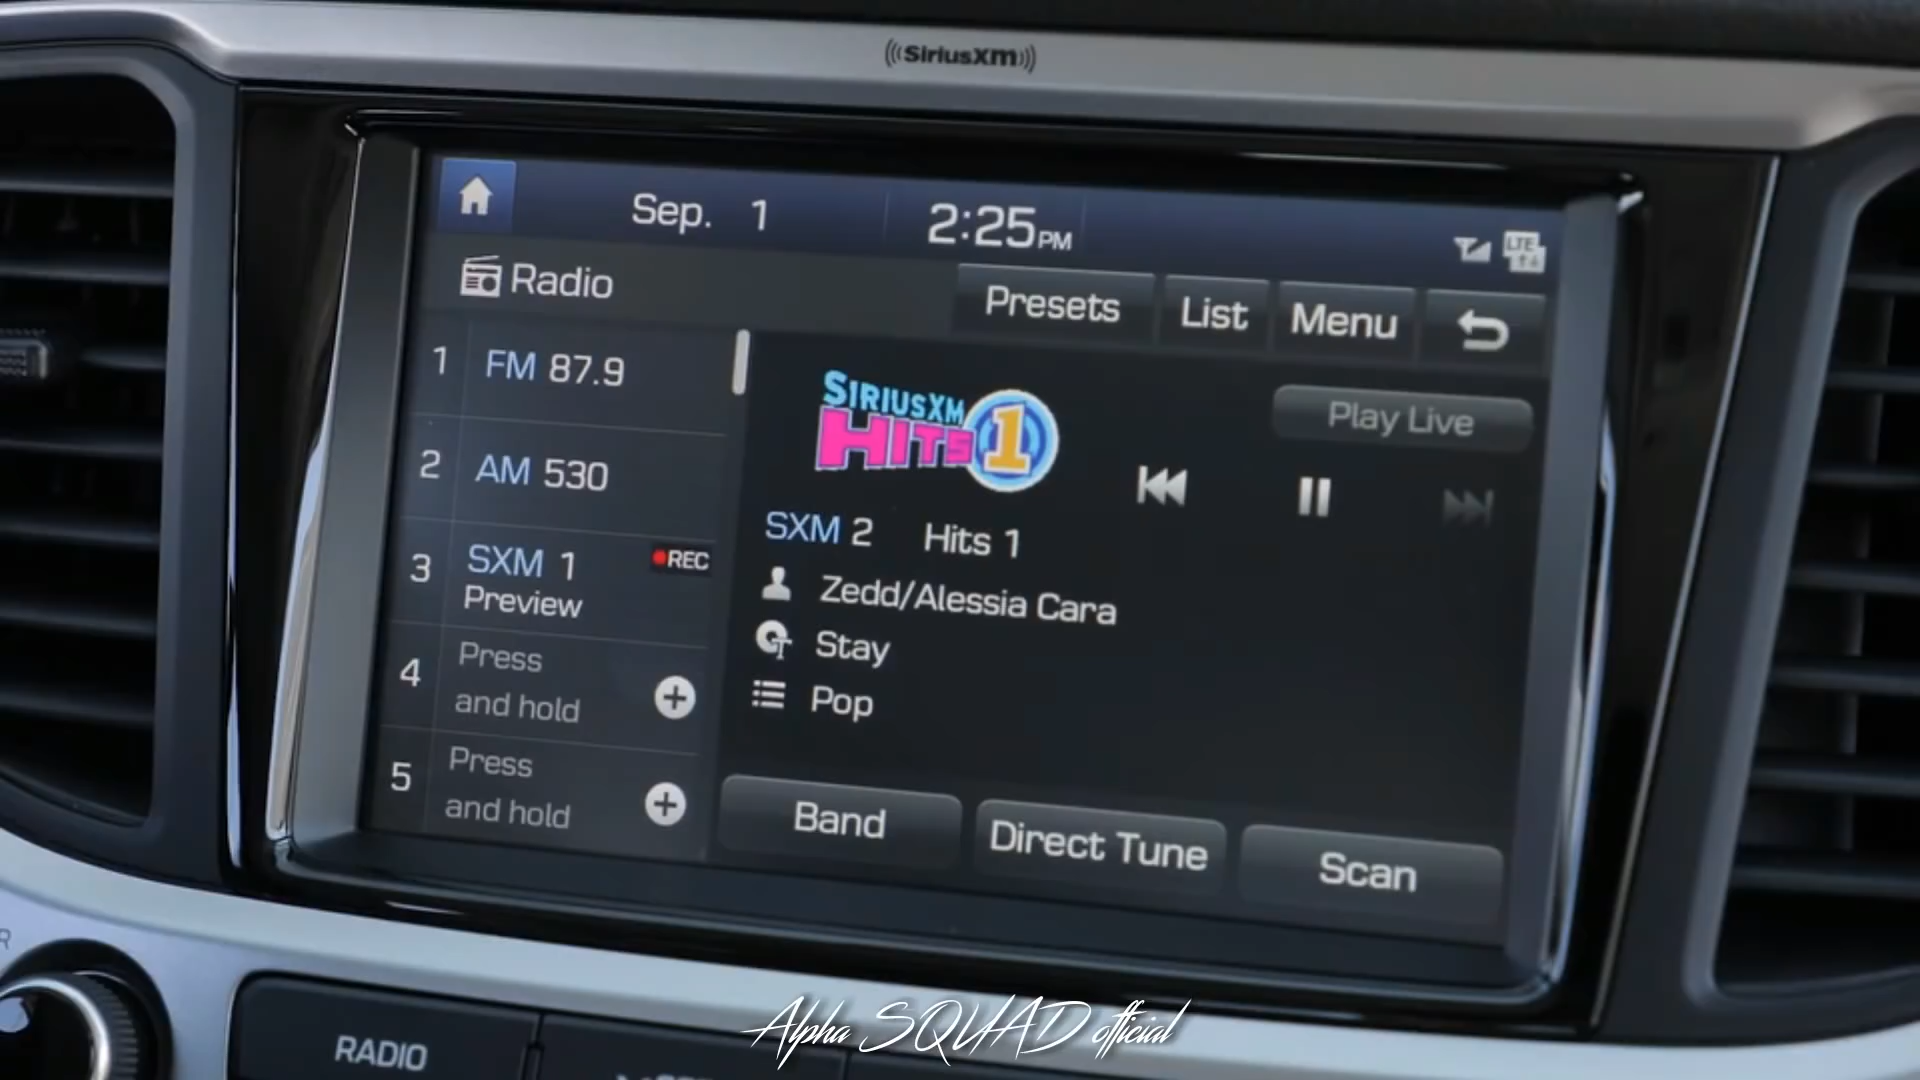 SiriusXM
Sep. 1
2:25PM
LTE
Radio
Presets
List
Menu
1 FM 87.9
2 AM 530
3 SXM 1
REC
Preview
4 Press
and hold
5 Press
and hold
SIRIUSXM
HITS 1
Play Live
SXM 2 Hits 1
Zedd/Alessia Cara
Stay
Pop
Band
Direct Tune
Scan
RADIO
Alpha SQUAD official